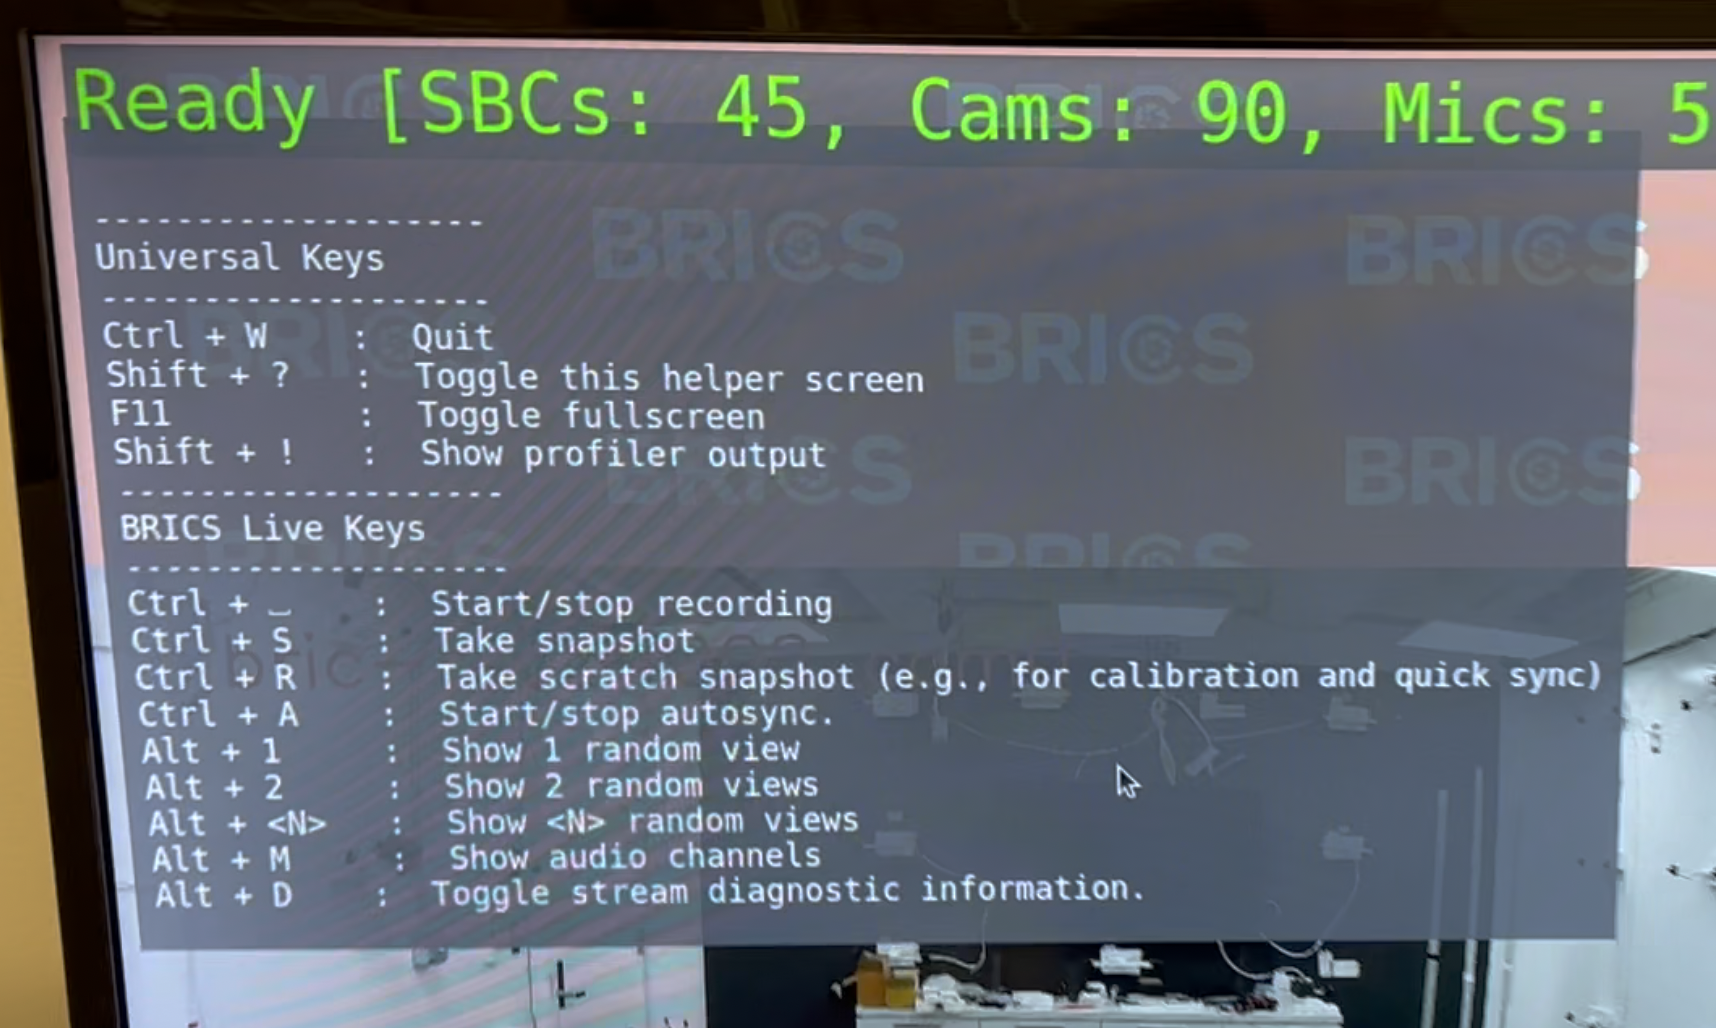 Ready [SBCs: 45, Cams: 90, Mics: 5
BRICS
BRICS
-------------------
Universal Keys
-------------------
BRICS
BRICS
Ctrl + W : Quit
Shift + ? : Toggle this helper screen
F11 : Toggle fullscreen
Shift + ! : Show profiler output
BRICS
BRICS
-------------------
BRICS Live Keys
BRICS
-------------------
Ctrl + ⎵ : Start/stop recording
Ctrl + S : Take snapshot
Ctrl + R : Take scratch snapshot (e.g., for calibration and quick sync)
Ctrl + A : Start/stop autosync.
Alt + 1 : Show 1 random view
Alt + 2 : Show 2 random views
Alt + <N> : Show <N> random views
Alt + M : Show audio channels
Alt + D : Toggle stream diagnostic information.